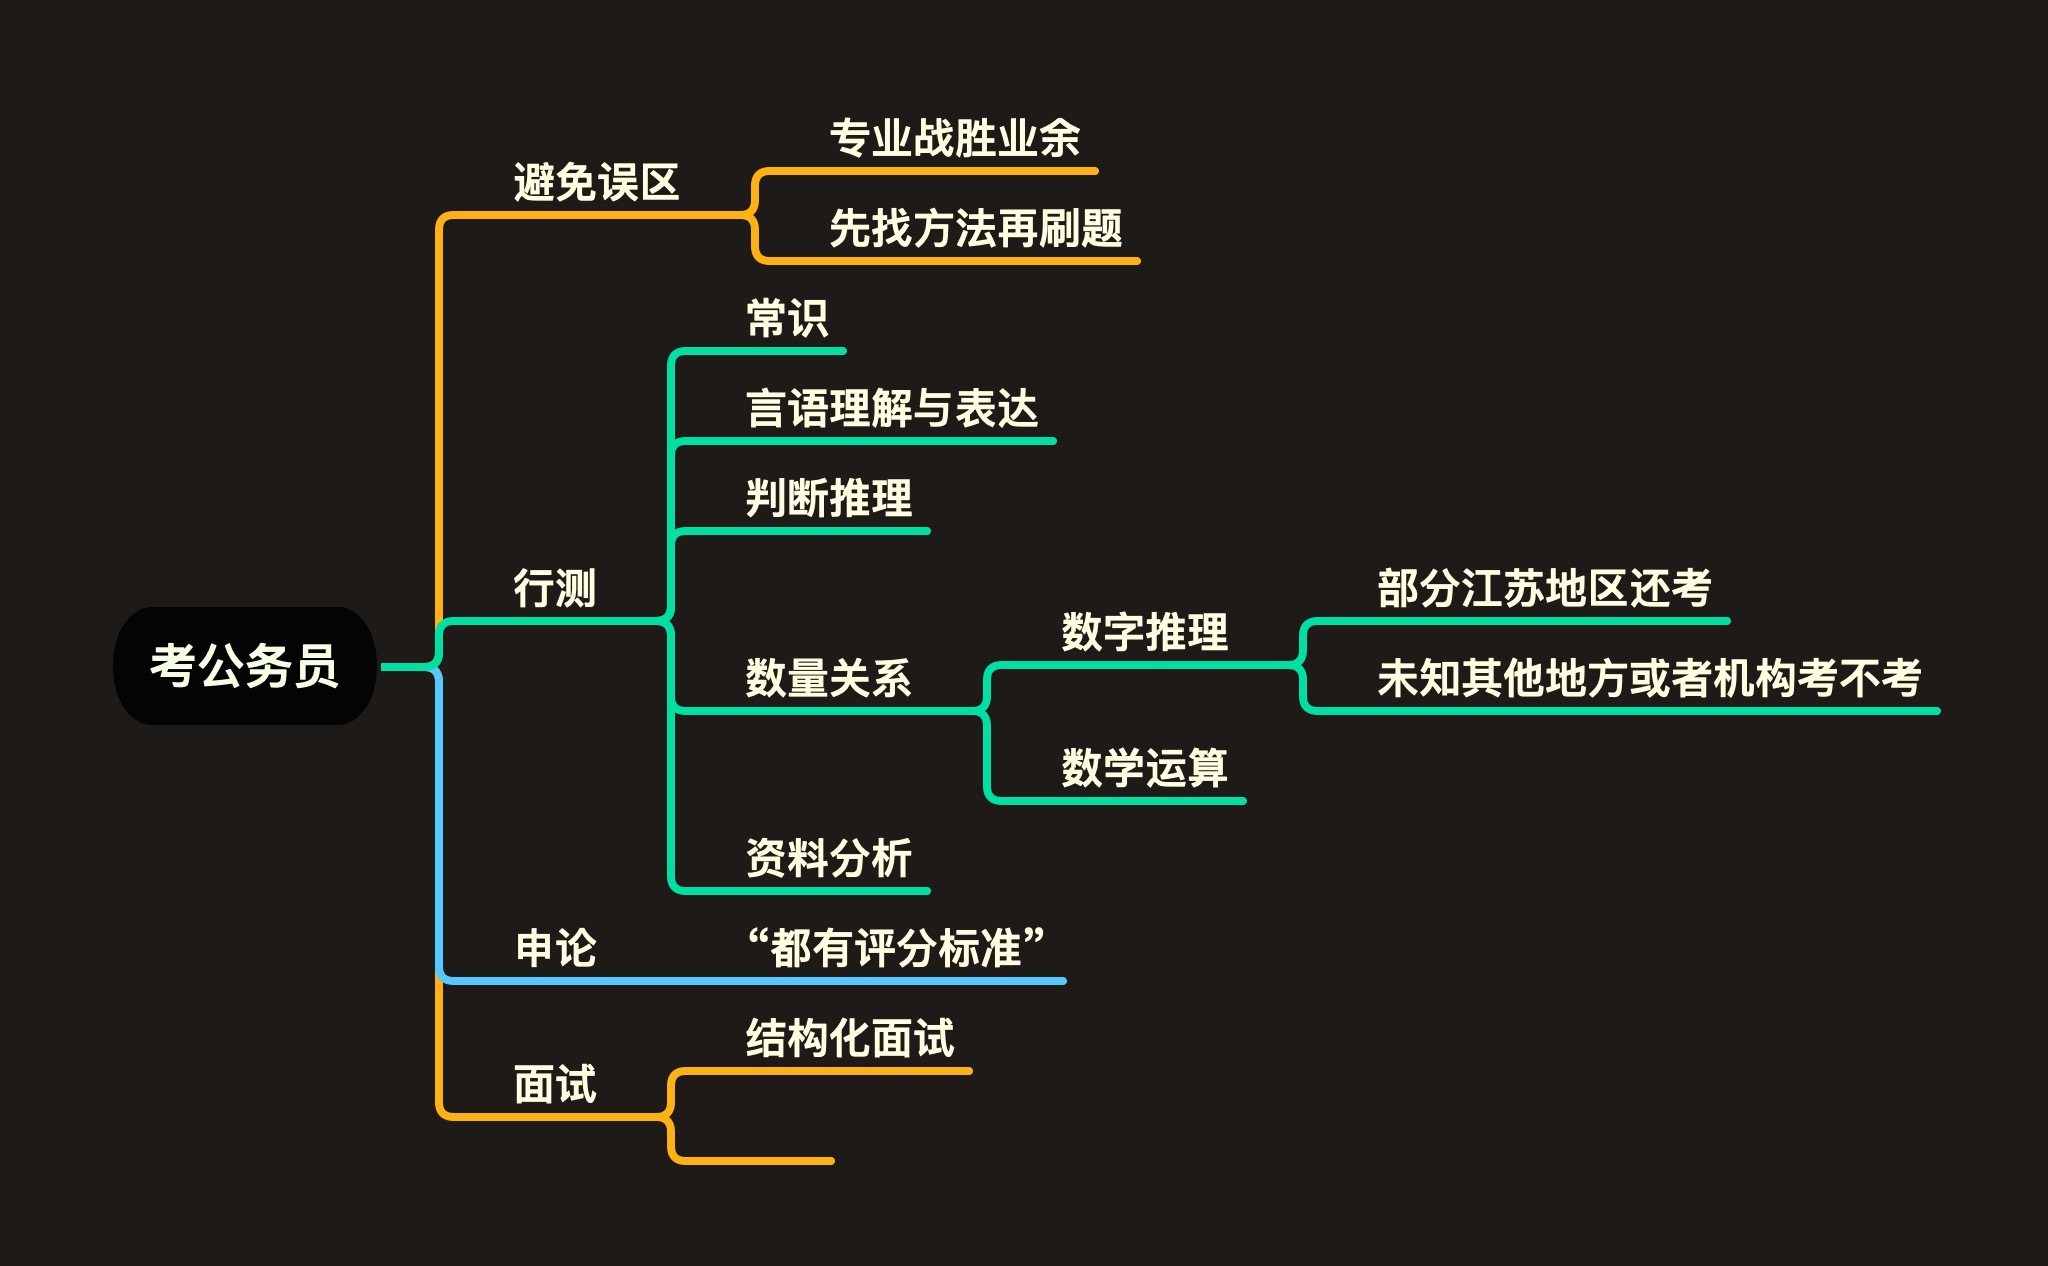 考公务员
避免误区
专业战胜业余
先找方法再刷题
行测
常识
言语理解与表达
判断推理
数量关系
数字推理
部分江苏地区还考
未知其他地方或者机构考不考
数学运算
资料分析
申论
“都有评分标准”
面试
结构化面试